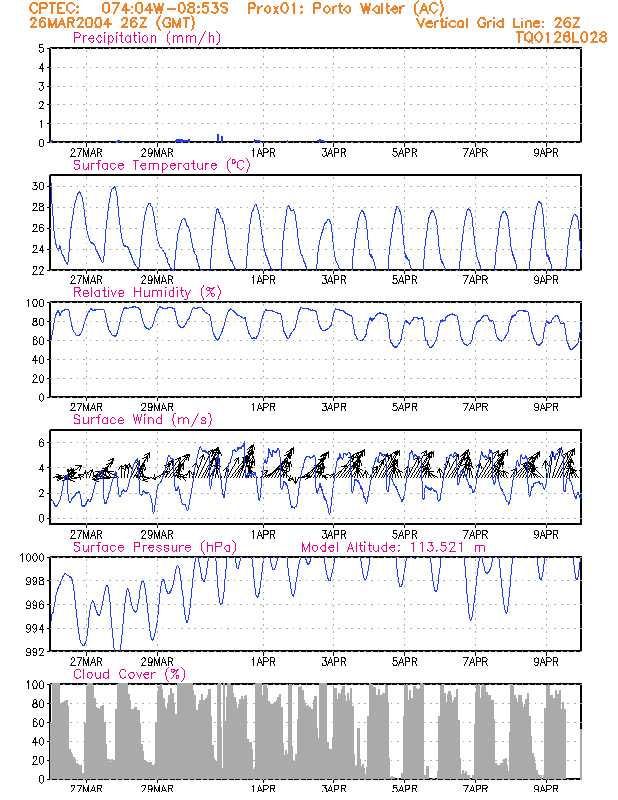 CPTEC: 074:04W-08:53S Prox01: Porto Walter (AC)
26MAR2004 26Z (GMT) Vertical Grid Line: 26Z
Precipitation (mm/h) TQ0126L028
5
4
3
2
1
0
27MAR 29MAR 1APR 3APR 5APR 7APR 9APR
Surface Temperature (°C)
30
28
26
24
22
27MAR 29MAR 1APR 3APR 5APR 7APR 9APR
Relative Humidity (%)
100
80
60
40
20
0
27MAR 29MAR 1APR 3APR 5APR 7APR 9APR
Surface Wind (m/s)
6
4
2
0
27MAR 29MAR 1APR 3APR 5APR 7APR 9APR
Surface Pressure (hPa) Model Altitude: 113.521 m
1000
998
996
994
992
27MAR 29MAR 1APR 3APR 5APR 7APR 9APR
Cloud Cover (%)
100
80
60
40
20
0
27MAR 29MAR 1APR 3APR 5APR 7APR 9APR